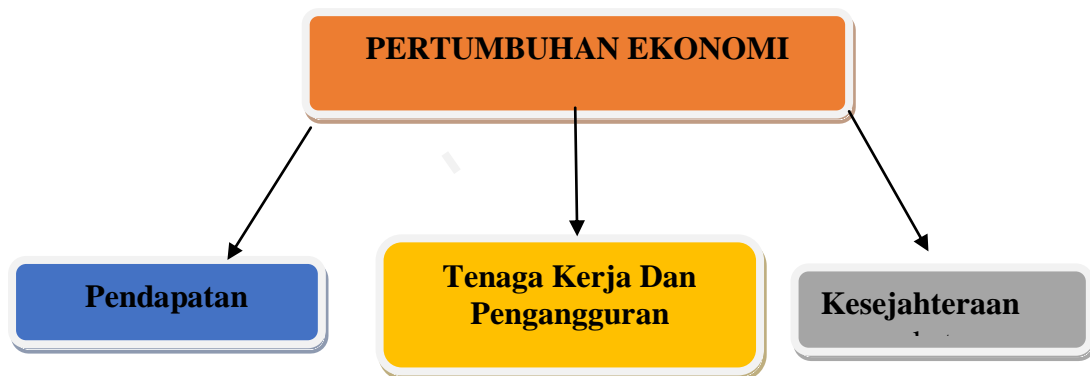 PERTUMBUHAN EKONOMI
Pendapatan
Tenaga Kerja Dan
Pengangguran
Kesejahteraan